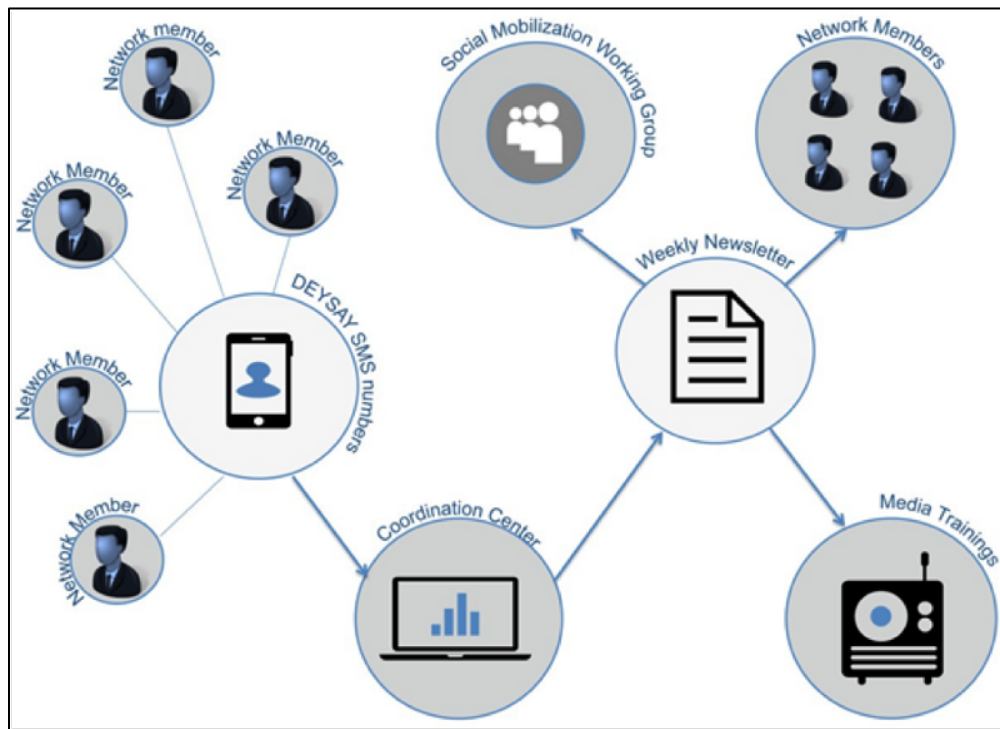 Network member
Network Member
Network Member
Network Member
Network Member
DEYSAY SMS numbers
Coordination Center
Social Mobilization Working Group
Network Members
Weekly Newsletter
Media Trainings